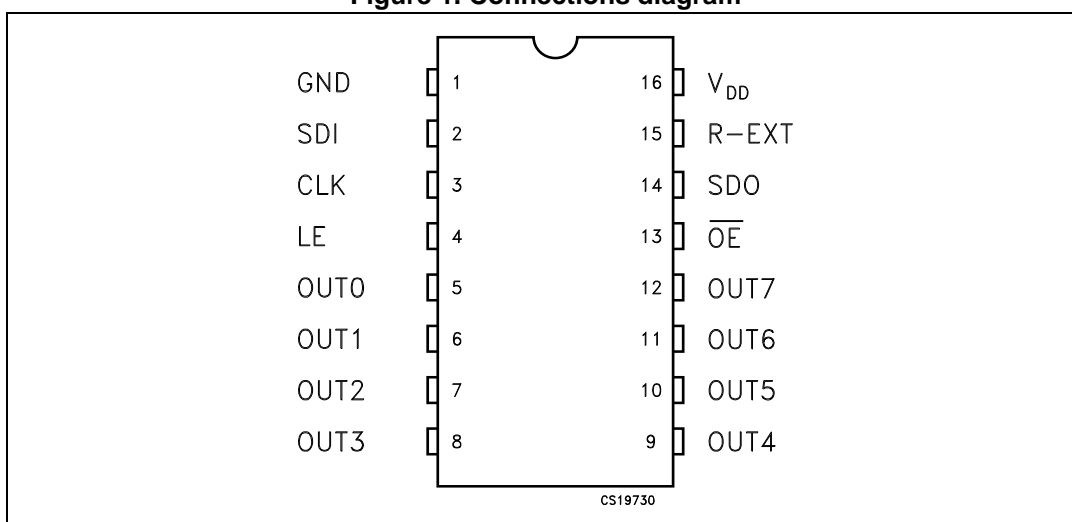 Figure 1. Connections diagram
GND 1 16 VDD
SDI 2 15 R-EXT
CLK 3 14 SDO
LE 4 13 O̅E̅
OUT0 5 12 OUT7
OUT1 6 11 OUT6
OUT2 7 10 OUT5
OUT3 8 9 OUT4
CS19730